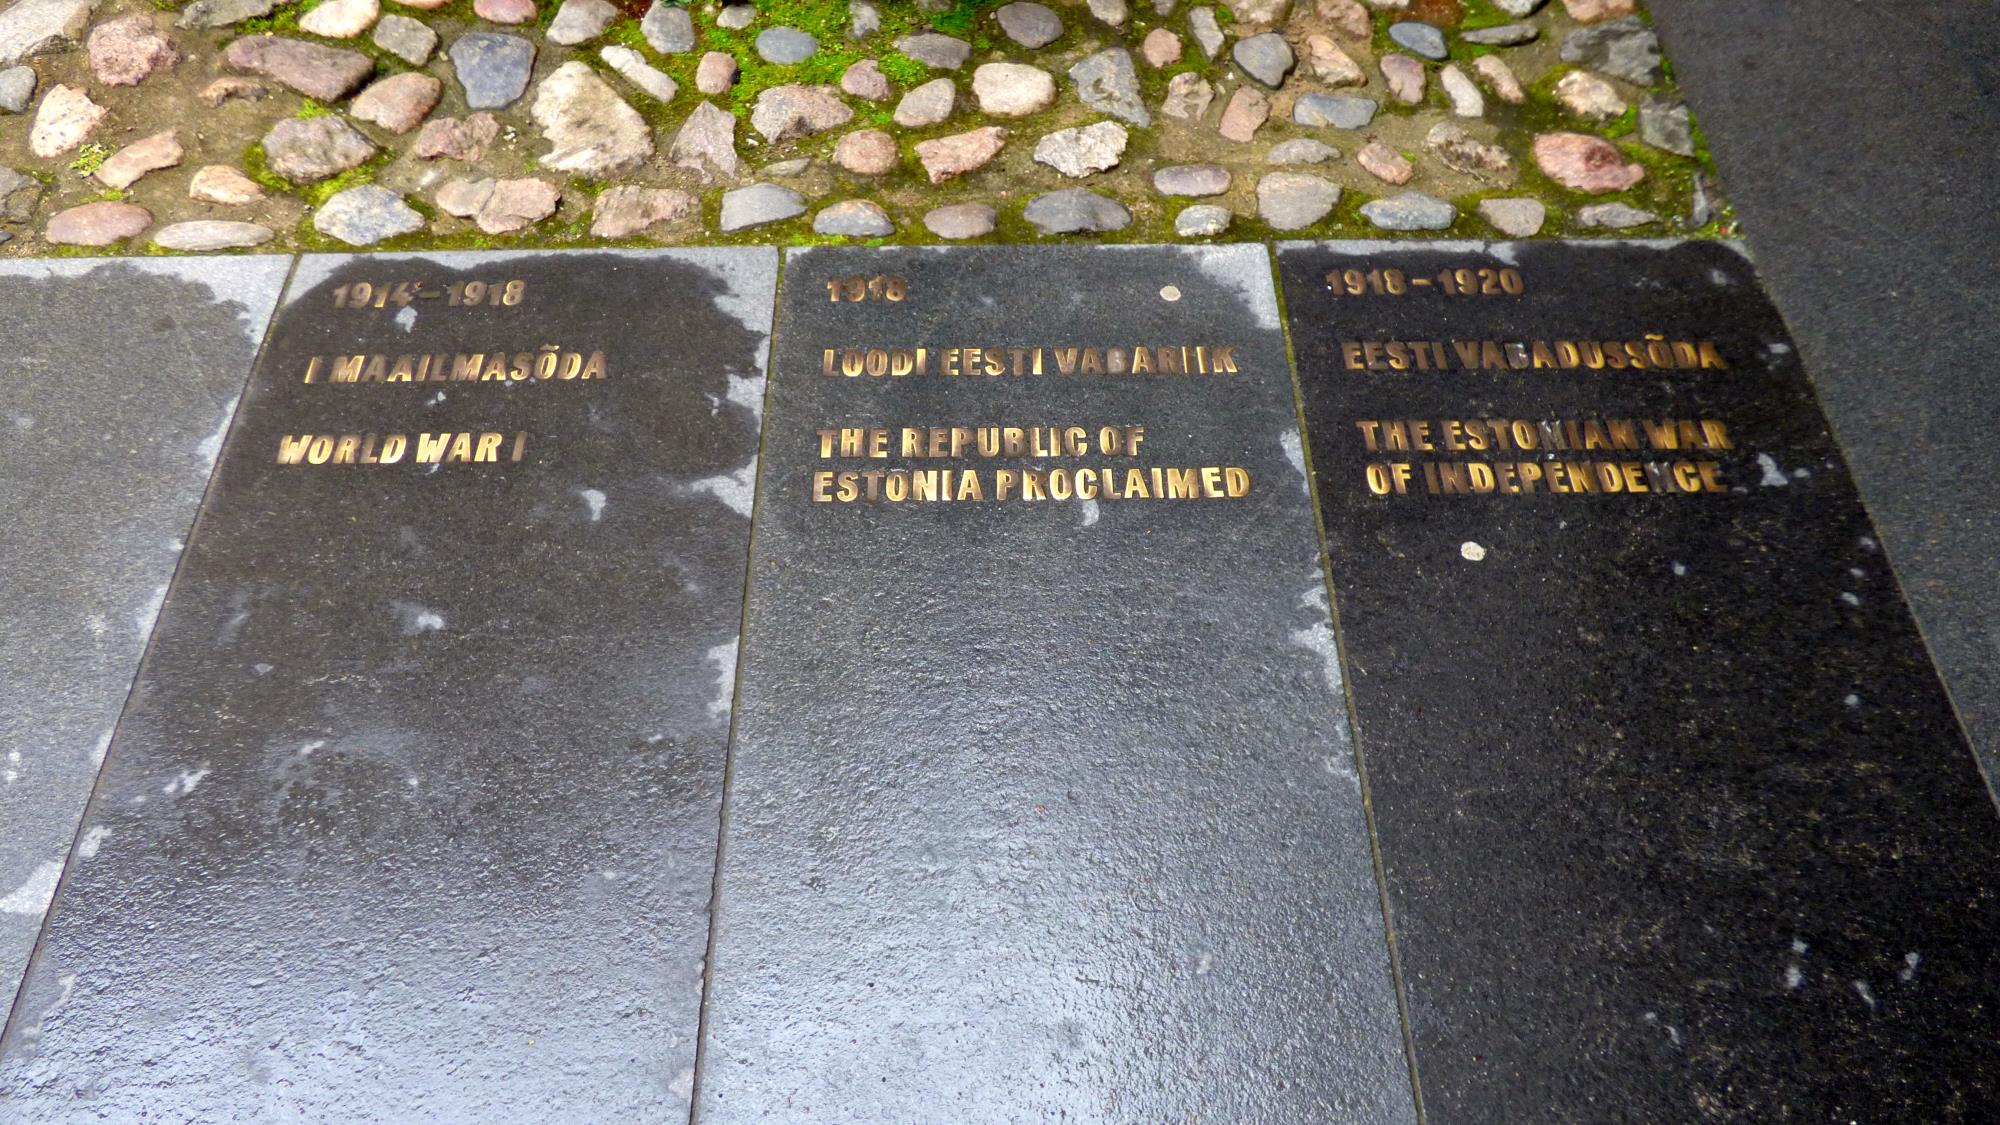 1914 – 1918
I MAAILMASÕDA
WORLD WAR I
1918
LOODI EESTI VABARIIK
THE REPUBLIC OF
ESTONIA PROCLAIMED
1918 – 1920
EESTI VABADUSSÕDA
THE ESTONIAN WAR
OF INDEPENDENCE